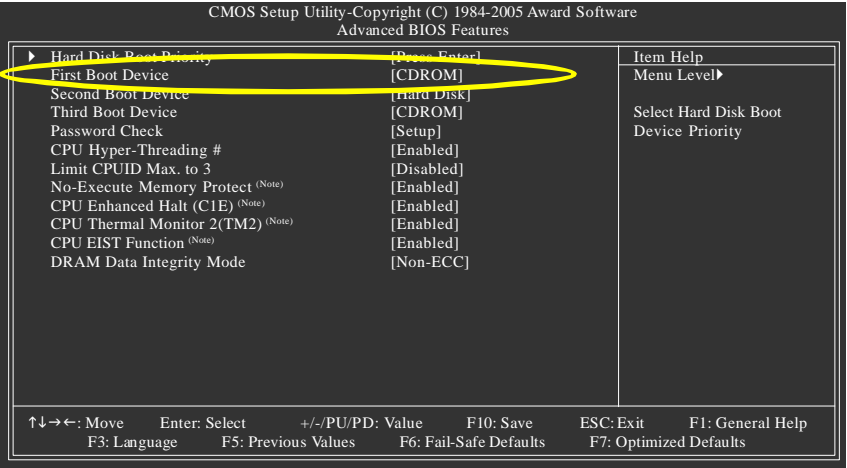 CMOS Setup Utility-Copyright (C) 1984-2005 Award Software
Advanced BIOS Features
Hard Disk Boot Priority [Press Enter]
First Boot Device [CDROM]
Second Boot Device [Hard Disk]
Third Boot Device [CDROM]
Password Check [Setup]
CPU Hyper-Threading # [Enabled]
Limit CPUID Max. to 3 [Disabled]
No-Execute Memory Protect (Note) [Enabled]
CPU Enhanced Halt (C1E) (Note) [Enabled]
CPU Thermal Monitor 2(TM2) (Note) [Enabled]
CPU EIST Function (Note) [Enabled]
DRAM Data Integrity Mode [Non-ECC]
Item Help
Menu Level
Select Hard Disk Boot
Device Priority
↑↓→←: Move Enter: Select +/-/PU/PD: Value F10: Save ESC: Exit F1: General Help
F3: Language F5: Previous Values F6: Fail-Safe Defaults F7: Optimized Defaults